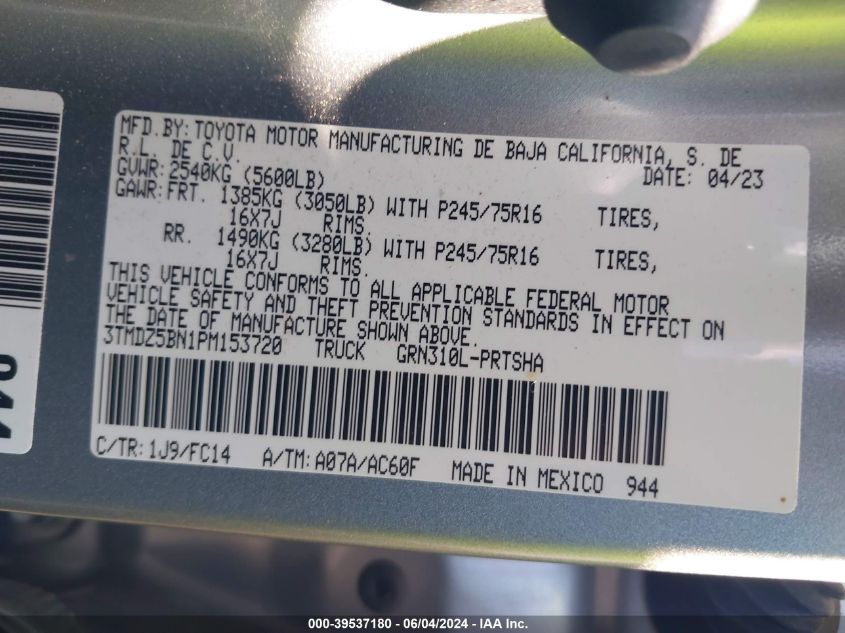 MFD.BY: TOYOTA MOTOR MANUFACTURING DE BAJA CALIFORNIA, S. DE
R.L. DE C.V. DATE: 04/23
GVWR: 2540KG (5600LB)
GAWR: FRT. 1385KG (3050LB) WITH P245/75R16 TIRES,
16X7J RIMS.
RR. 1490KG (3280LB) WITH P245/75R16 TIRES,
16X7J RIMS.
THIS VEHICLE CONFORMS TO ALL APPLICABLE FEDERAL MOTOR
VEHICLE SAFETY AND THEFT PREVENTION STANDARDS IN EFFECT ON
THE DATE OF MANUFACTURE SHOWN ABOVE.
3TMDZ5BN1PM153720 TRUCK GRN310L-PRTSHA
C/TR: 1J9/FC14 A/TM: A07A/AC60F MADE IN MEXICO 944
000-39537180 - 06/04/2024 - IAA Inc.